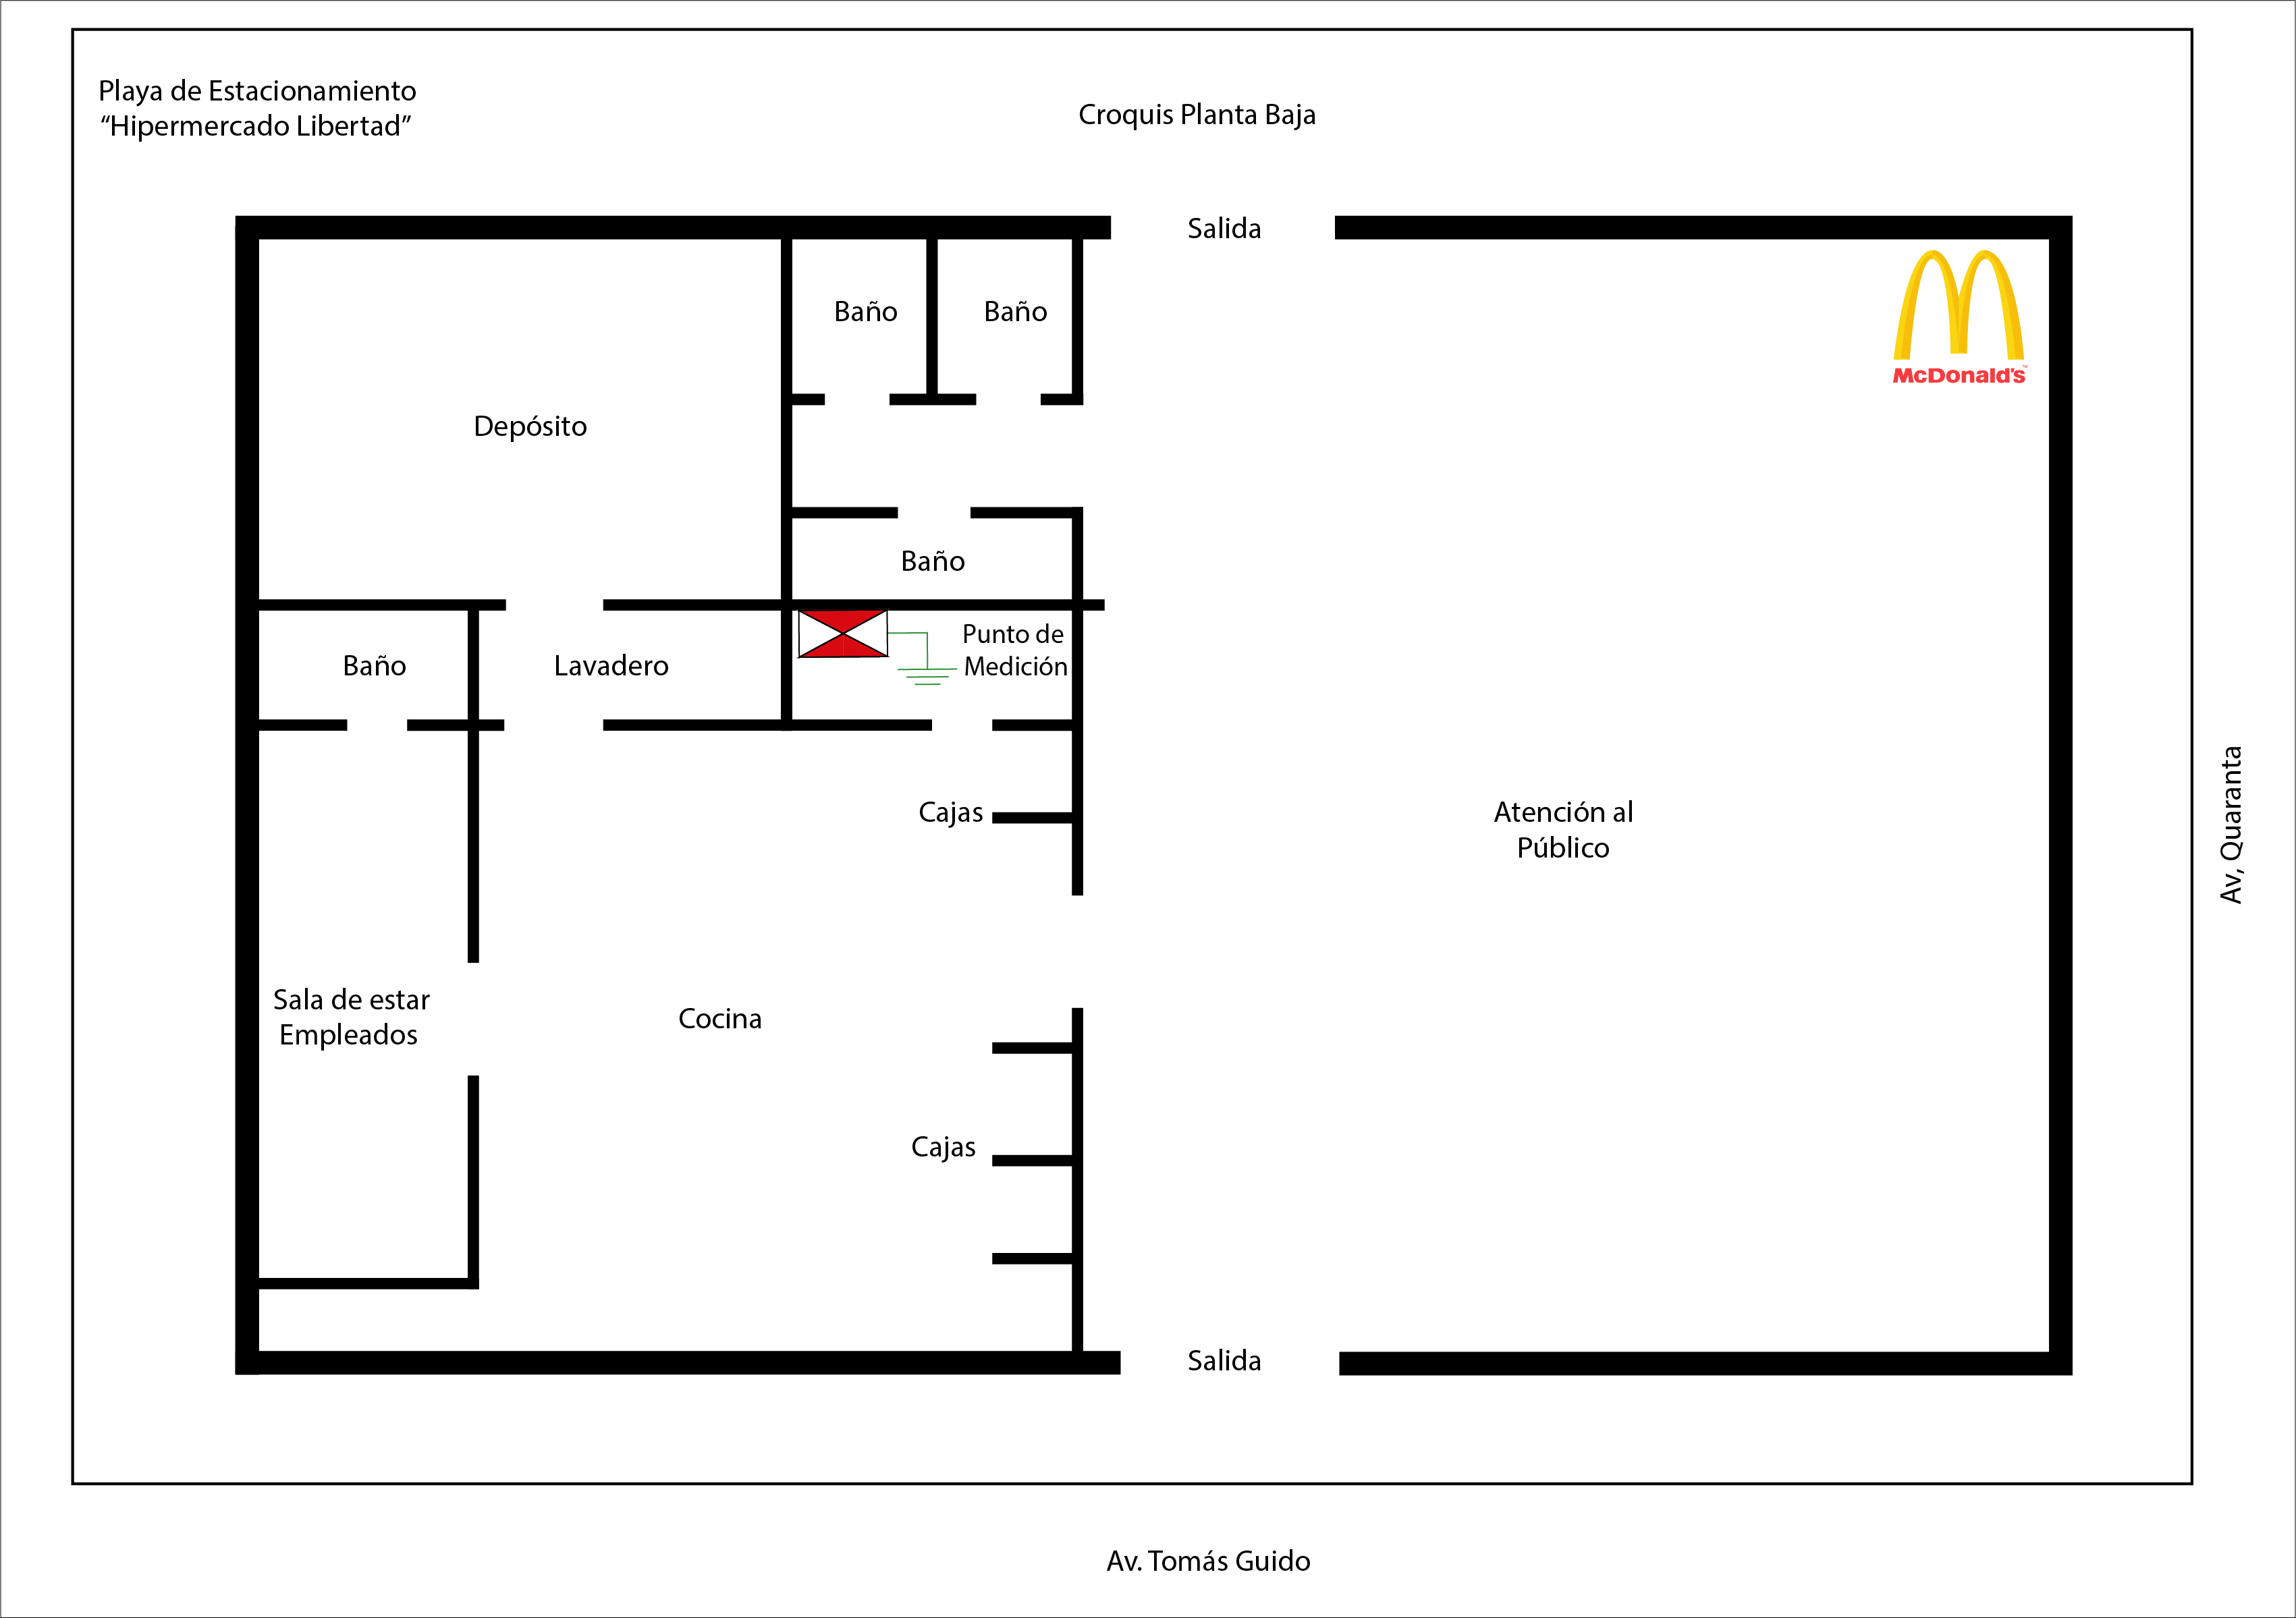 Playa de Estacionamiento
“Hipermercado Libertad”
Croquis Planta Baja
Salida
Baño
Baño
McDonald's™
Depósito
Baño
Punto de
Medición
Baño
Lavadero
Cajas
Atención al
Público
Av, Quaranta
Sala de estar
Empleados
Cocina
Cajas
Salida
Av. Tomás Guido